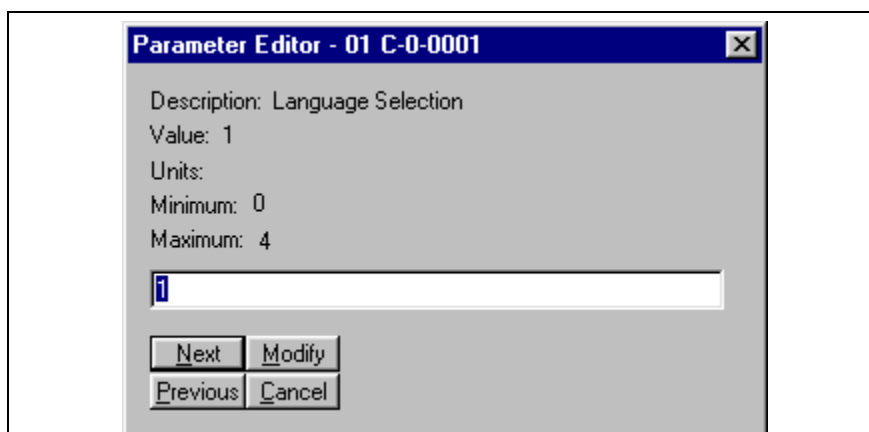 Parameter Editor - 01 C-0-0001
Description: Language Selection
Value: 1
Units:
Minimum: 0
Maximum: 4
1
Next Modify
Previous Cancel